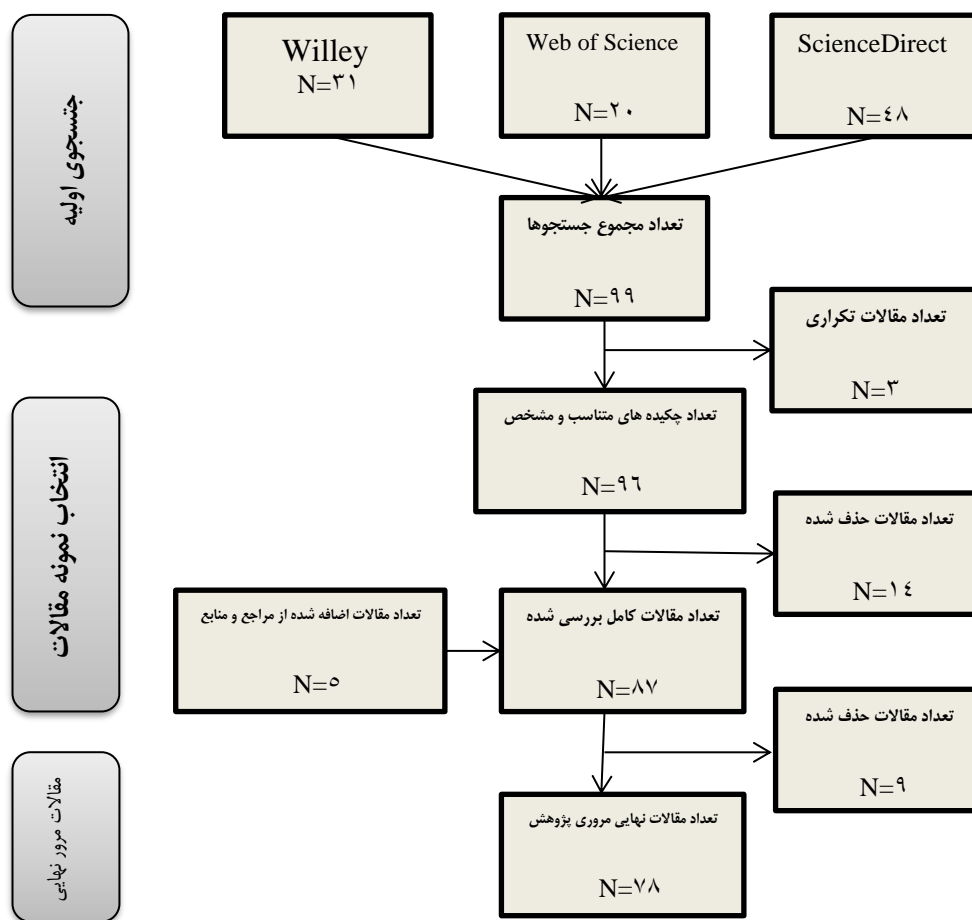 جتسجوی اولیه
Willey
N=۳۱
Web of Science
N=۲۰
ScienceDirect
N=٤۸
تعداد مجموع جستجوها
N=۹۹
تعداد مقالات تکراری
N=۳
انتخاب نمونه مقالات
تعداد چکیده های متناسب و مشخص
N=۹٦
تعداد مقالات حذف شده
N=۱٤
تعداد مقالات اضافه شده از مراجع و منابع
N=٥
تعداد مقالات کامل بررسی شده
N=۸۷
تعداد مقالات حذف شده
N=۹
مقالات مرور نهایی
تعداد مقالات نهایی مروری پژوهش
N=۷۸